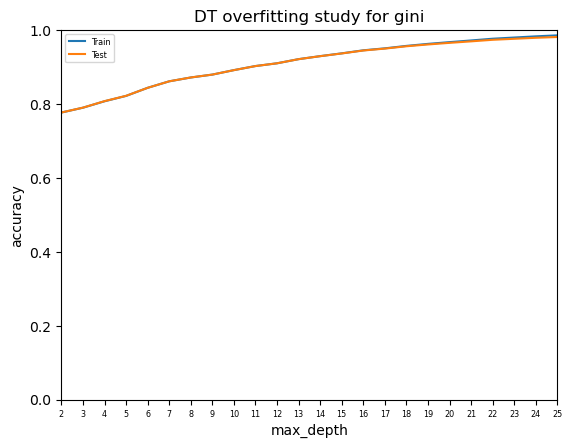 DT overfitting study for gini
Train
Test
accuracy
1.0
0.8
0.6
0.4
0.2
0.0
2 3 4 5 6 7 8 9 10 11 12 13 14 15 16 17 18 19 20 21 22 23 24 25
max_depth